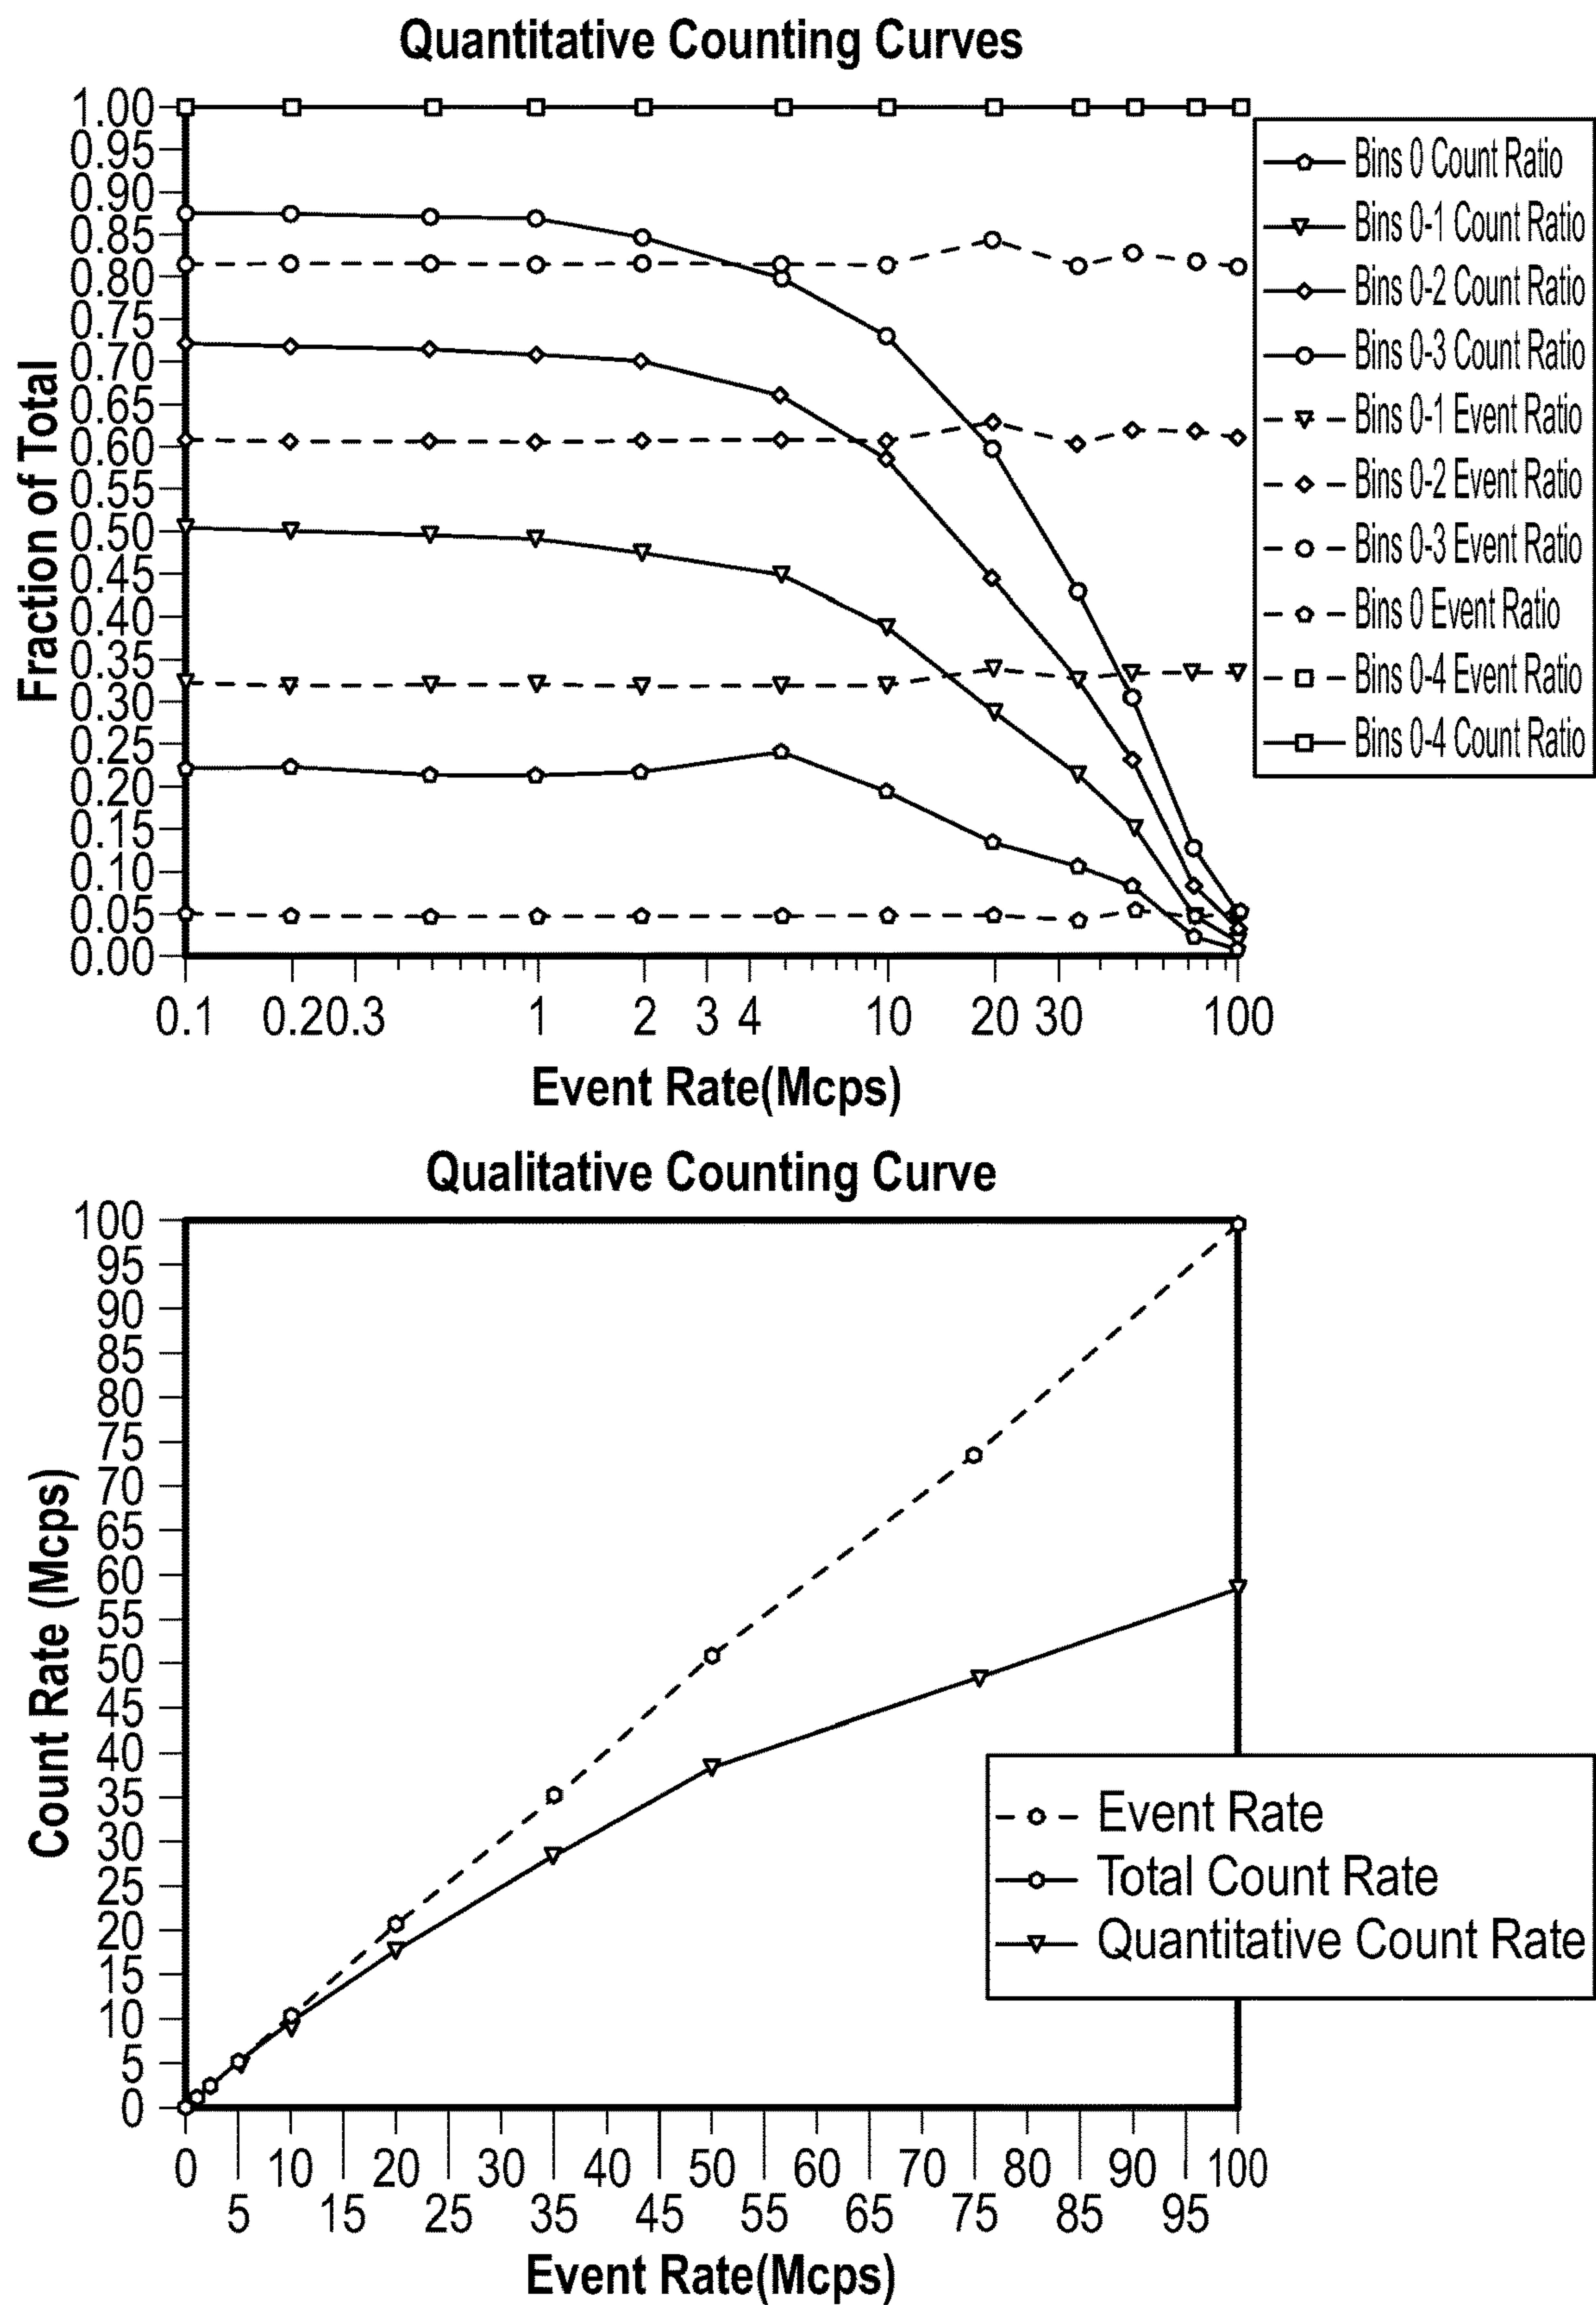 Quantitative Counting Curves
1.00
0.95
0.90
0.85
0.80
0.75
0.70
0.65
0.60
0.55
0.50
0.45
0.40
0.35
0.30
0.25
0.20
0.15
0.10
0.05
0.00
Fraction of Total
0.1 0.2 0.3 1 2 3 4 10 20 30 100
Event Rate(Mcps)
Bins 0 Count Ratio
Bins 0-1 Count Ratio
Bins 0-2 Count Ratio
Bins 0-3 Count Ratio
Bins 0-1 Event Ratio
Bins 0-2 Event Ratio
Bins 0-3 Event Ratio
Bins 0 Event Ratio
Bins 0-4 Event Ratio
Bins 0-4 Count Ratio
Qualitative Counting Curve
100
95
90
85
80
75
70
65
60
55
50
45
40
35
30
25
20
15
10
5
0
Count Rate (Mcps)
0 10 20 30 40 50 60 70 80 90 100
5 15 25 35 45 55 65 75 85 95
Event Rate(Mcps)
Event Rate
Total Count Rate
Quantitative Count Rate